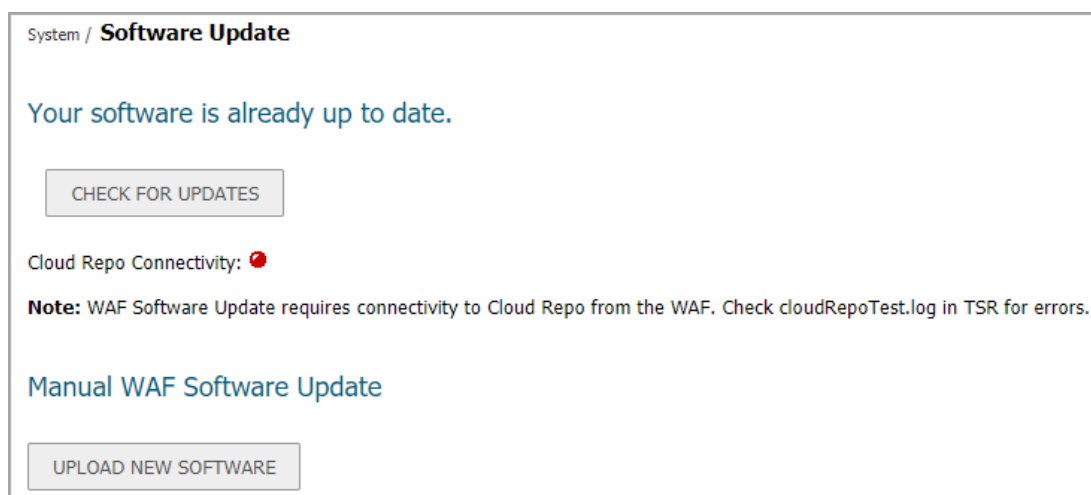 System / Software Update
Your software is already up to date.
CHECK FOR UPDATES
Cloud Repo Connectivity:
Note: WAF Software Update requires connectivity to Cloud Repo from the WAF. Check cloudRepoTest.log in TSR for errors.
Manual WAF Software Update
UPLOAD NEW SOFTWARE